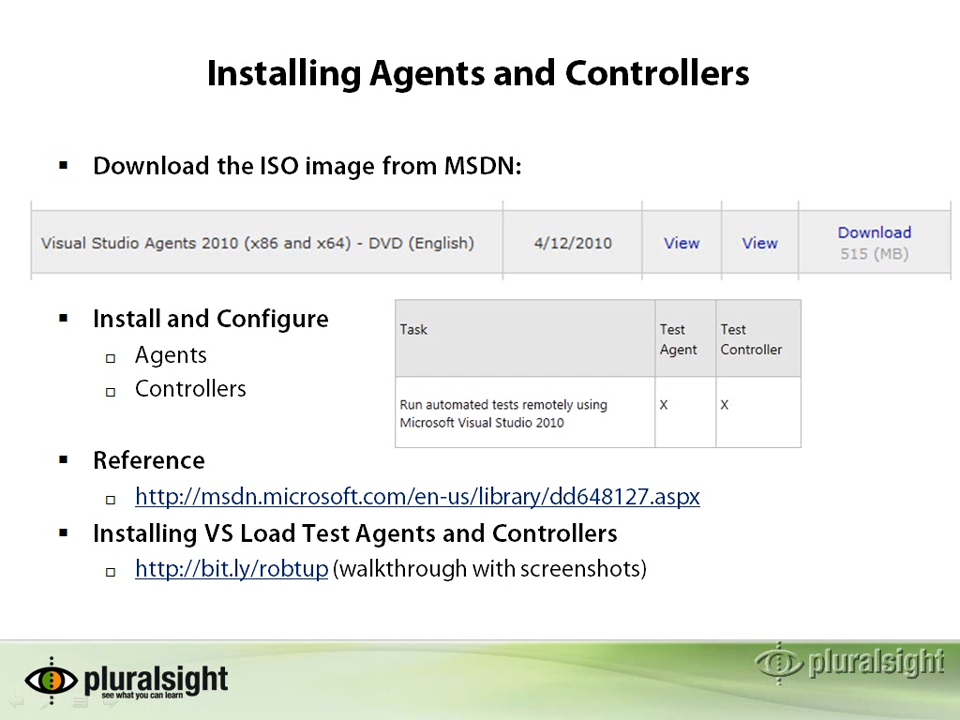 Installing Agents and Controllers
Download the ISO image from MSDN:
Visual Studio Agents 2010 (x86 and x64) - DVD (English) 4/12/2010 View View Download
515 (MB)
Install and Configure
Agents
Controllers
Task Test Agent Test Controller
Run automated tests remotely using X X
Microsoft Visual Studio 2010
Reference
http://msdn.microsoft.com/en-us/library/dd648127.aspx
Installing VS Load Test Agents and Controllers
http://bit.ly/robtup (walkthrough with screenshots)
pluralsight
see what you can learn
pluralsight